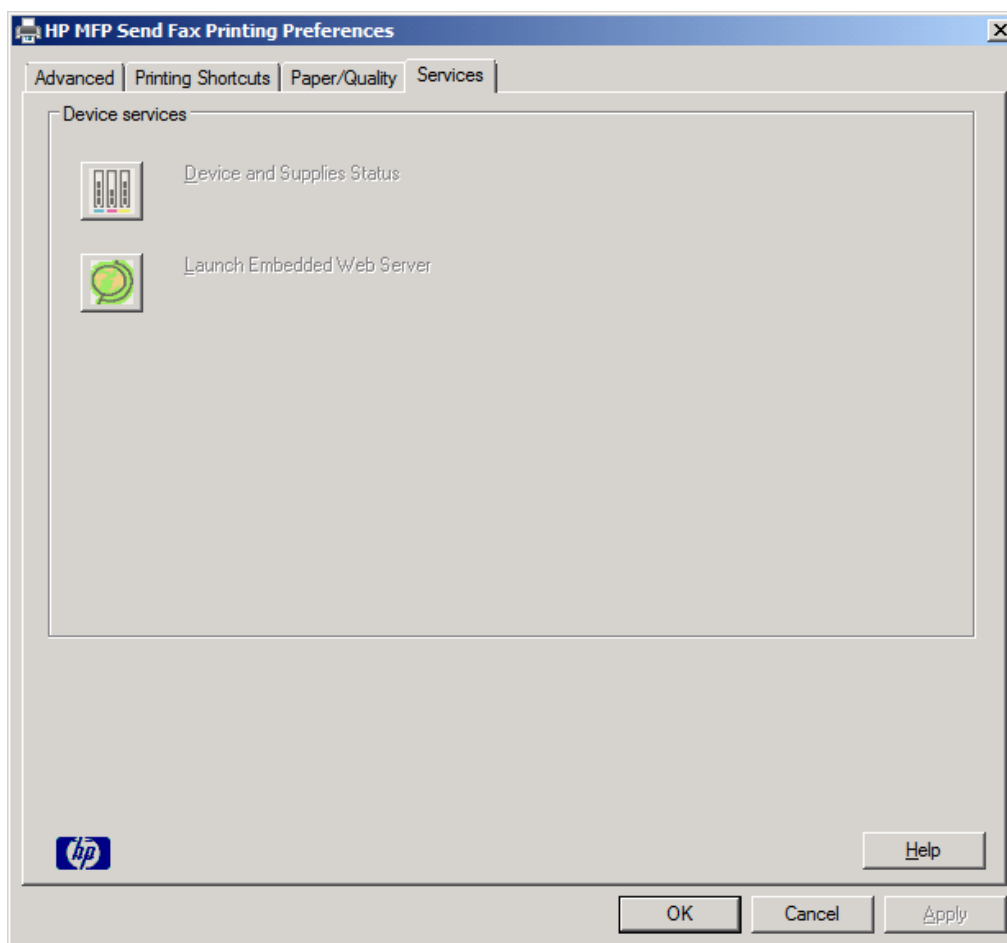 HP MFP Send Fax Printing Preferences
Advanced
Printing Shortcuts
Paper/Quality
Services
Device services
Device and Supplies Status
Launch Embedded Web Server
hp
Help
OK
Cancel
Apply